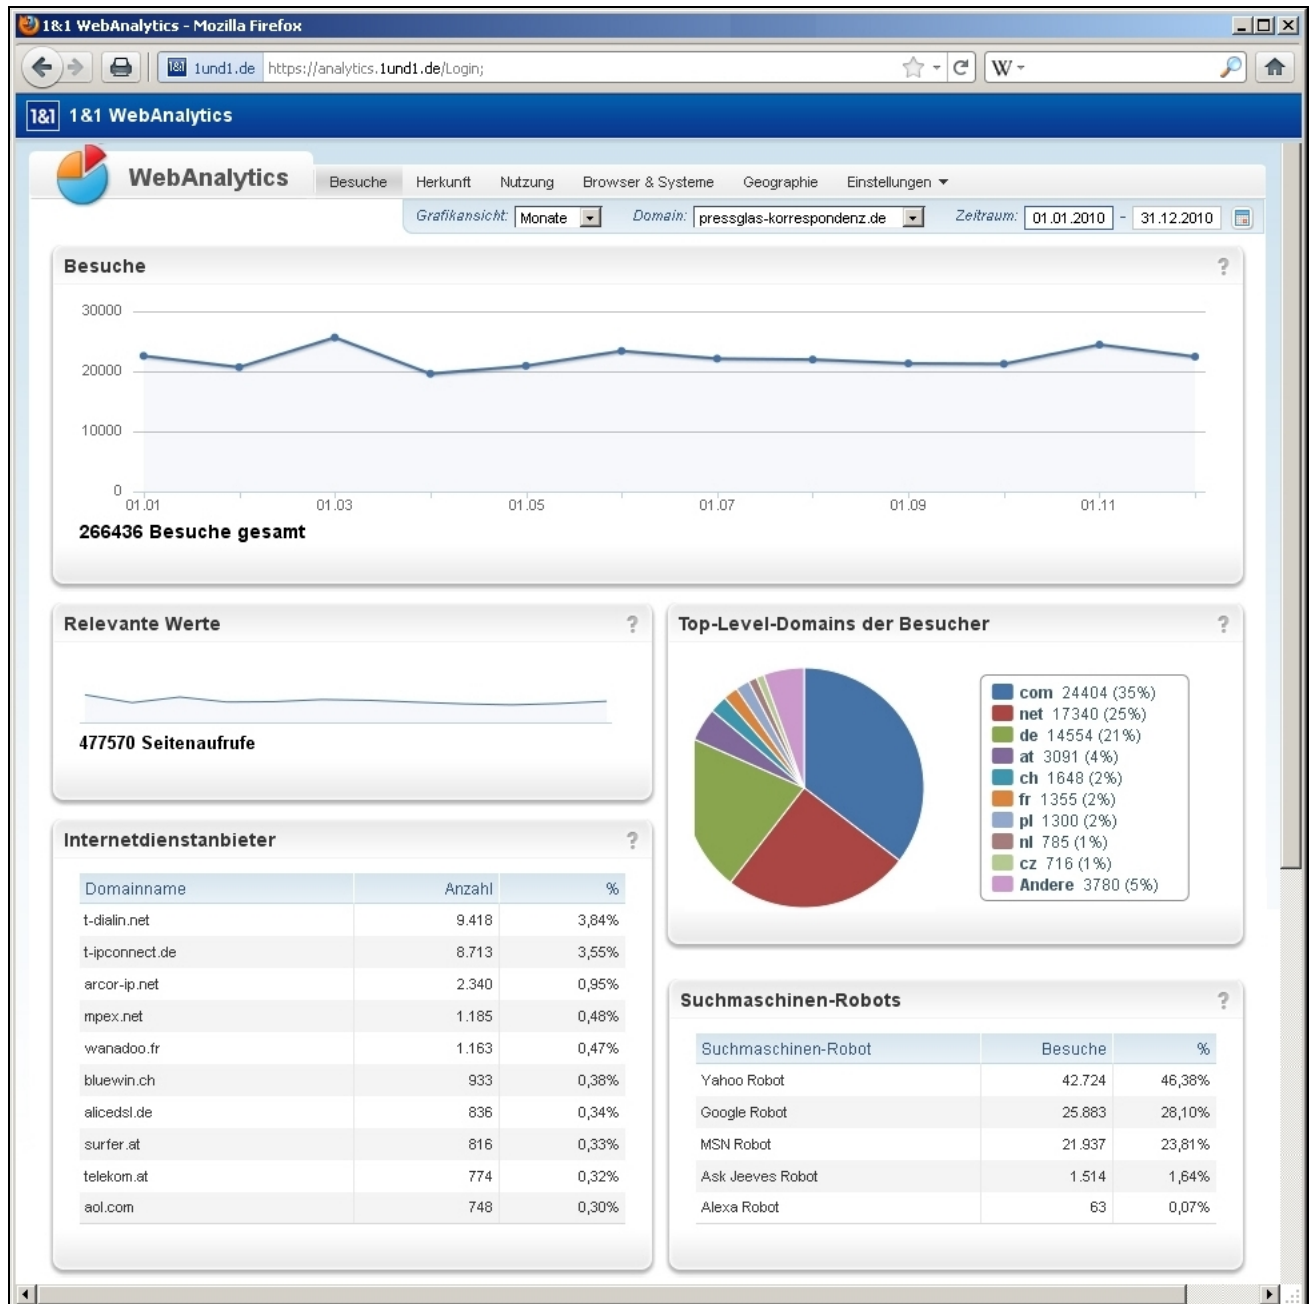 1&1 WebAnalytics - Mozilla Firefox
1&1 1und1.de https://analytics.1und1.de/Login; W
1&1 1&1 WebAnalytics
WebAnalytics Besuche Herkunft Nutzung Browser & Systeme Geographie Einstellungen
Grafikansicht: Monate Domain: pressglas-korrespondenz.de Zeitraum: 01.01.2010 - 31.12.2010
Besuche ?
30000
20000
10000
0
01.01 01.03 01.05 01.07 01.09 01.11
266436 Besuche gesamt
Relevante Werte ?
477570 Seitenaufrufe
Top-Level-Domains der Besucher ?
com 24404 (35%)
net 17340 (25%)
de 14554 (21%)
at 3091 (4%)
ch 1648 (2%)
fr 1355 (2%)
pl 1300 (2%)
nl 785 (1%)
cz 716 (1%)
Andere 3780 (5%)
Internetdienstanbieter ?
Domainname Anzahl %
t-dialin.net 9.418 3,84%
t-ipconnect.de 8.713 3,55%
arcor-ip.net 2.340 0,95%
mpex.net 1.185 0,48%
wanadoo.fr 1.163 0,47%
bluewin.ch 933 0,38%
alicedsl.de 836 0,34%
surfer.at 816 0,33%
telekom.at 774 0,32%
aol.com 748 0,30%
Suchmaschinen-Robots ?
Suchmaschinen-Robot Besuche %
Yahoo Robot 42.724 46,38%
Google Robot 25.883 28,10%
MSN Robot 21.937 23,81%
Ask Jeeves Robot 1.514 1,64%
Alexa Robot 63 0,07%